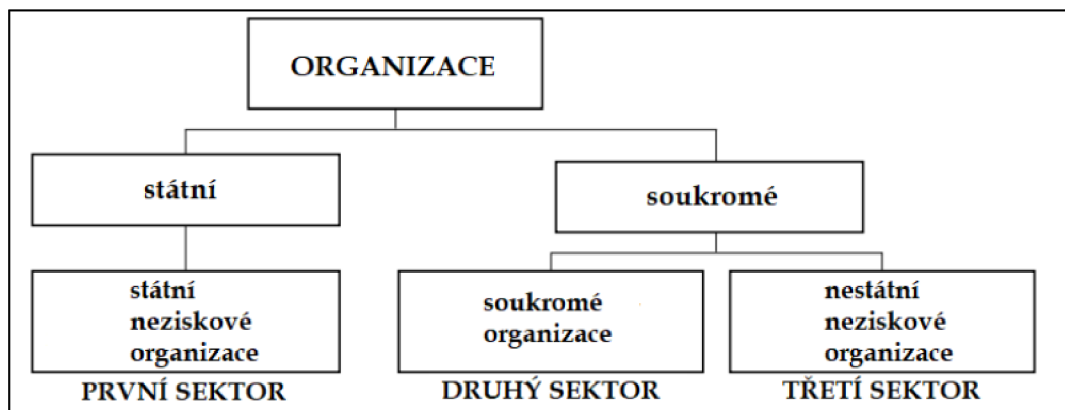 ORGANIZACE
státní
soukromé
státní
neziskové
organizace
soukromé
organizace
nestátní
neziskové
organizace
PRVNÍ SEKTOR
DRUHÝ SEKTOR
TŘETÍ SEKTOR